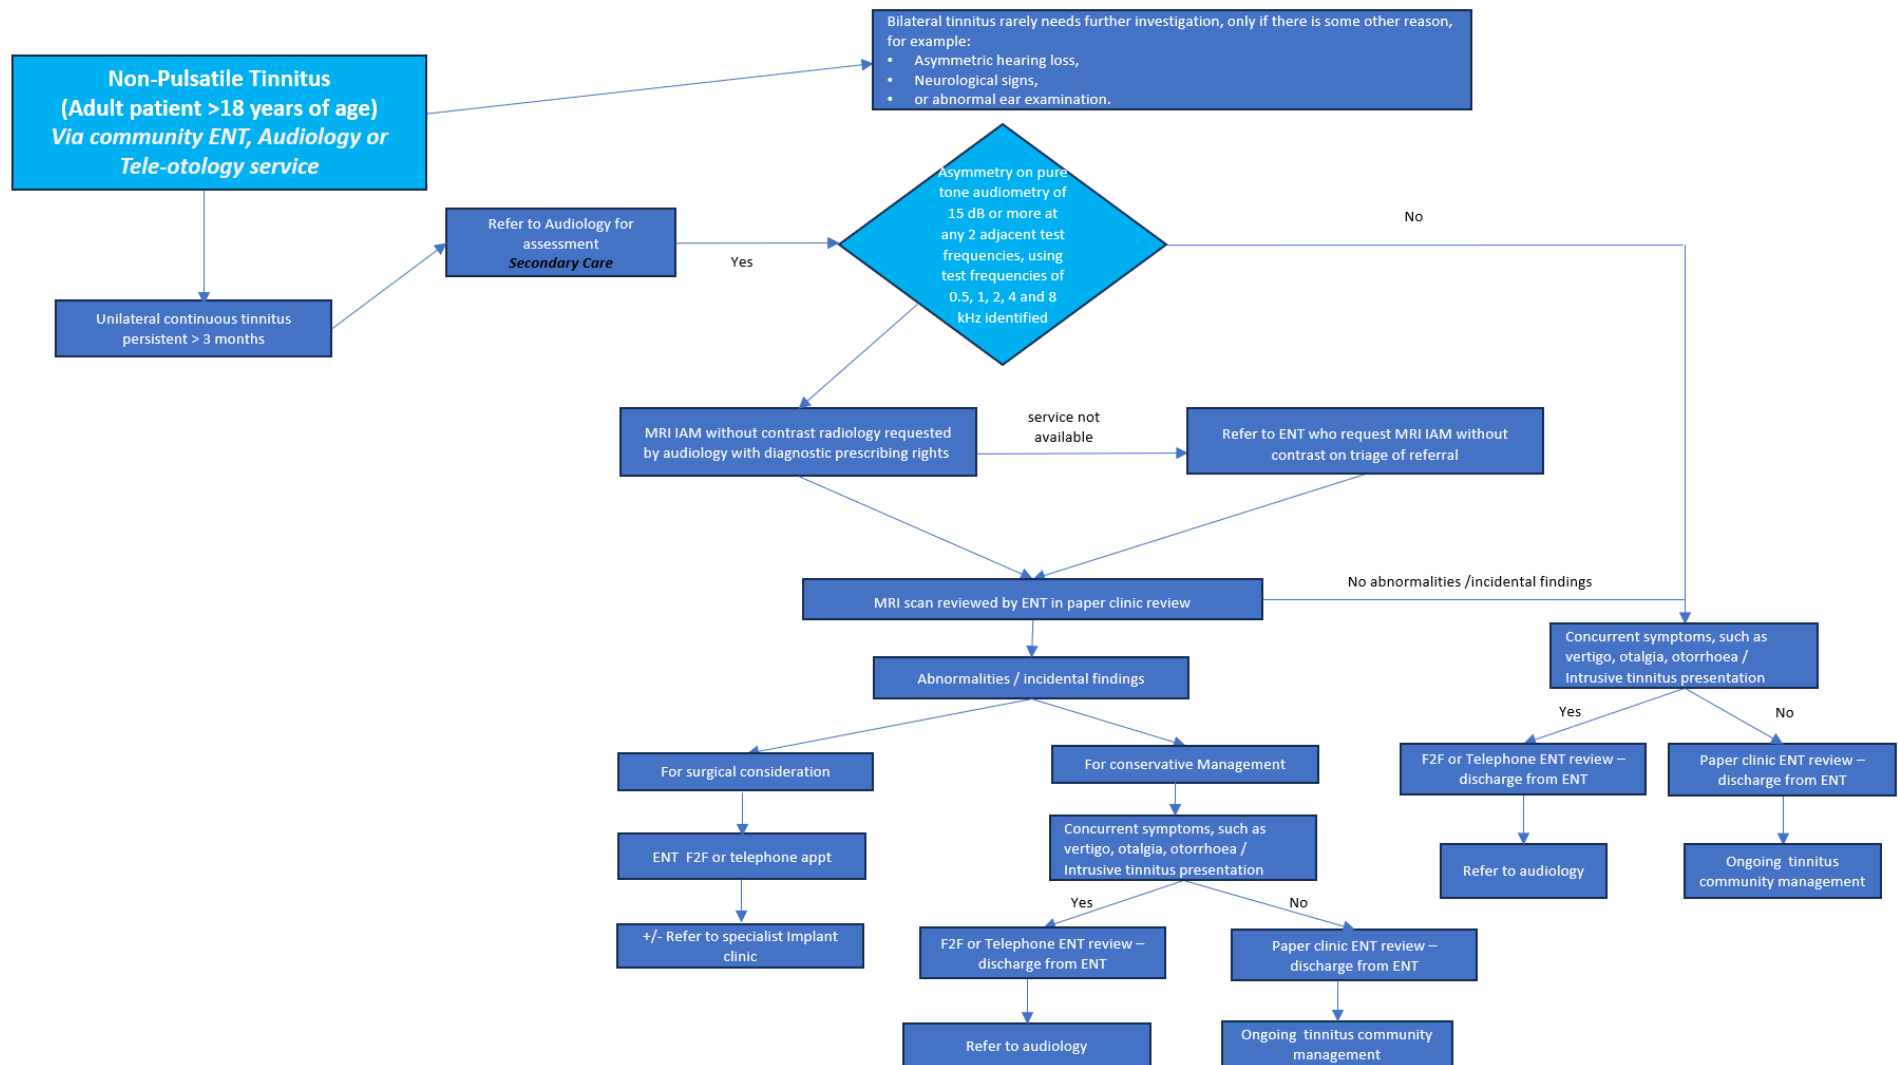 Non-Pulsatile Tinnitus
(Adult patient >18 years of age)
Via community ENT, Audiology or
Tele-otology service
Bilateral tinnitus rarely needs further investigation, only if there is some other reason,
for example:
• Asymmetric hearing loss,
• Neurological signs,
• or abnormal ear examination.
Unilateral continuous tinnitus
persistent > 3 months
Refer to Audiology for
assessment
Secondary Care
Yes
Asymmetry on pure
tone audiometry of
15 dB or more at
any 2 adjacent test
frequencies, using
test frequencies of
0.5, 1, 2, 4 and 8
kHz identified
No
MRI IAM without contrast radiology requested
by audiology with diagnostic prescribing rights
service not
available
Refer to ENT who request MRI IAM without
contrast on triage of referral
MRI scan reviewed by ENT in paper clinic review
No abnormalities /incidental findings
Abnormalities / incidental findings
For surgical consideration
ENT  F2F or telephone appt
+/- Refer to specialist Implant
clinic
For conservative Management
Concurrent symptoms, such as
vertigo, otalgia, otorrhoea /
Intrusive tinnitus presentation
Yes
No
F2F or Telephone ENT review –
discharge from ENT
Refer to audiology
Paper clinic ENT review –
discharge from ENT
Ongoing  tinnitus community
management
Concurrent symptoms, such as
vertigo, otalgia, otorrhoea /
Intrusive tinnitus presentation
Yes
No
F2F or Telephone ENT review –
discharge from ENT
Refer to audiology
Paper clinic ENT review –
discharge from ENT
Ongoing  tinnitus
community management